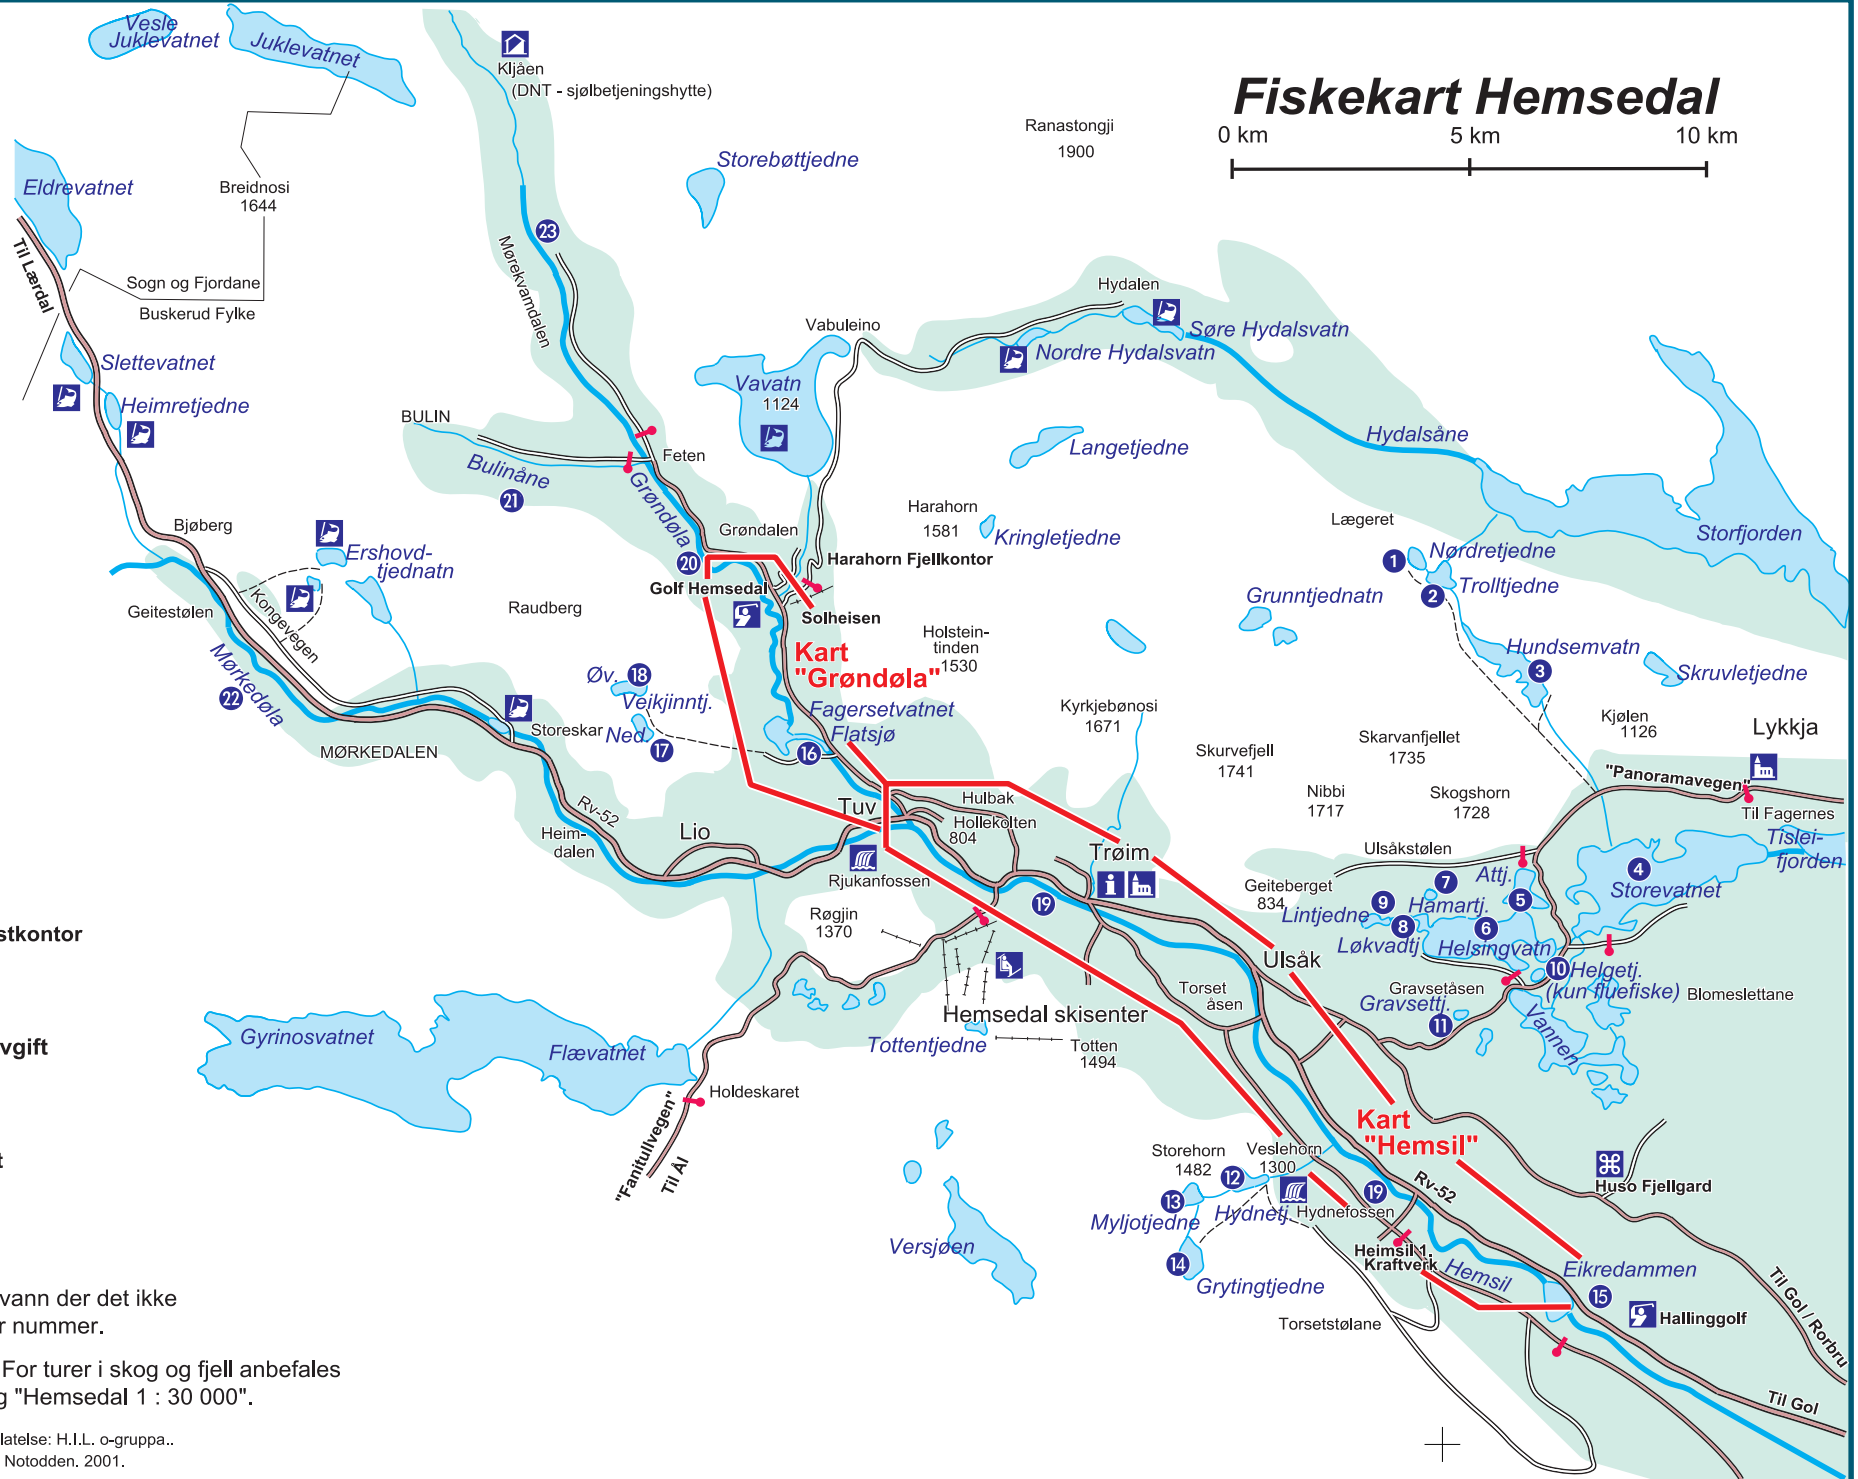 Fiskekart Hemsedal
0 km
5 km
10 km
Vesle
Juklevatnet
Juklevatnet
Kljåen
(DNT - sjølbetjeningshytte)
Ranastongji
1900
Storebøttjedne
Eldrevatnet
Breidnosi
1644
Til Lærdal
Sogn og Fjordane
Buskerud Fylke
23
Mørekvamdalen
Hydalen
Vabuleino
Søre Hydalsvatn
Nordre Hydalsvatn
Slettevatnet
Heimretjedne
Vavatn
1124
BULIN
Feten
Bulinåne
21
Grøndøla
Langetjedne
Hydalsåne
Storfjorden
Harahorn
1581
Kringletjedne
Lægeret
Bjøberg
Grøndalen
Harahorn Fjellkontor
20
Golf Hemsedal
Solheisen
Ershovd-
tjednatn
1
Nørdretjedne
2
Trolltjedne
Grunntjednatn
Geitestølen
Kongevegen
Raudberg
Holstein-
tinden
1530
Kart
"Grøndøla"
Hundsemvatn
3
Skruvletjedne
Mørkedøla
22
Øv.
18
Veikjinntj.
Ned.
17
Fagersetvatnet
Flatsjø
16
Kyrkjebønosi
1671
Kjølen
1126
Lykkja
Storeskar
MØRKEDALEN
Skurvefjell
1741
Skarvanfjellet
1735
"Panoramavegen"
Til Fagernes
Nibbi
1717
Skogshorn
1728
Rv-52
Heim-
dalen
Lio
Tuv
Hulbak
Hollekolten
804
Tislei-
fjorden
Trøim
Ulsåkstølen
Rjukanfossen
Geiteberget
834
Attj.
4
Storevatnet
7
5
9
Hamartj.
Lintjedne
8
6
Løkvadtj
Helsingvatn
19
Røgjin
1370
stkontor
Ulsåk
10
Helgetj.
(kun fluefiske)
Gravsetåsen
Blomeslettane
Gravsettj.
11
Vannen
Torset
åsen
Hemsedal skisenter
Tottentjedne
Totten
1494
Gyrinosvatnet
Flævatnet
vgift
Holdeskaret
"Fanitullvegen"
Til Ål
Kart
"Hemsil"
t
Storehorn
1482
Veslehorn
1300
12
13
Myljotjedne
Hydnetj.
Hydnefossen
19
Rv-52
Huso Fjellgard
Versjøen
14
Grytingtjedne
Heimsil 1.
Kraftverk
Hemsil
Eikredammen
15
Hallinggolf
Torsetstølane
Til Gol / Rorbru
Til Gol
vann der det ikke
r nummer.
For turer i skog og fjell anbefales
g "Hemsedal 1 : 30 000".
latelse: H.I.L. o-gruppa..
Notodden. 2001.